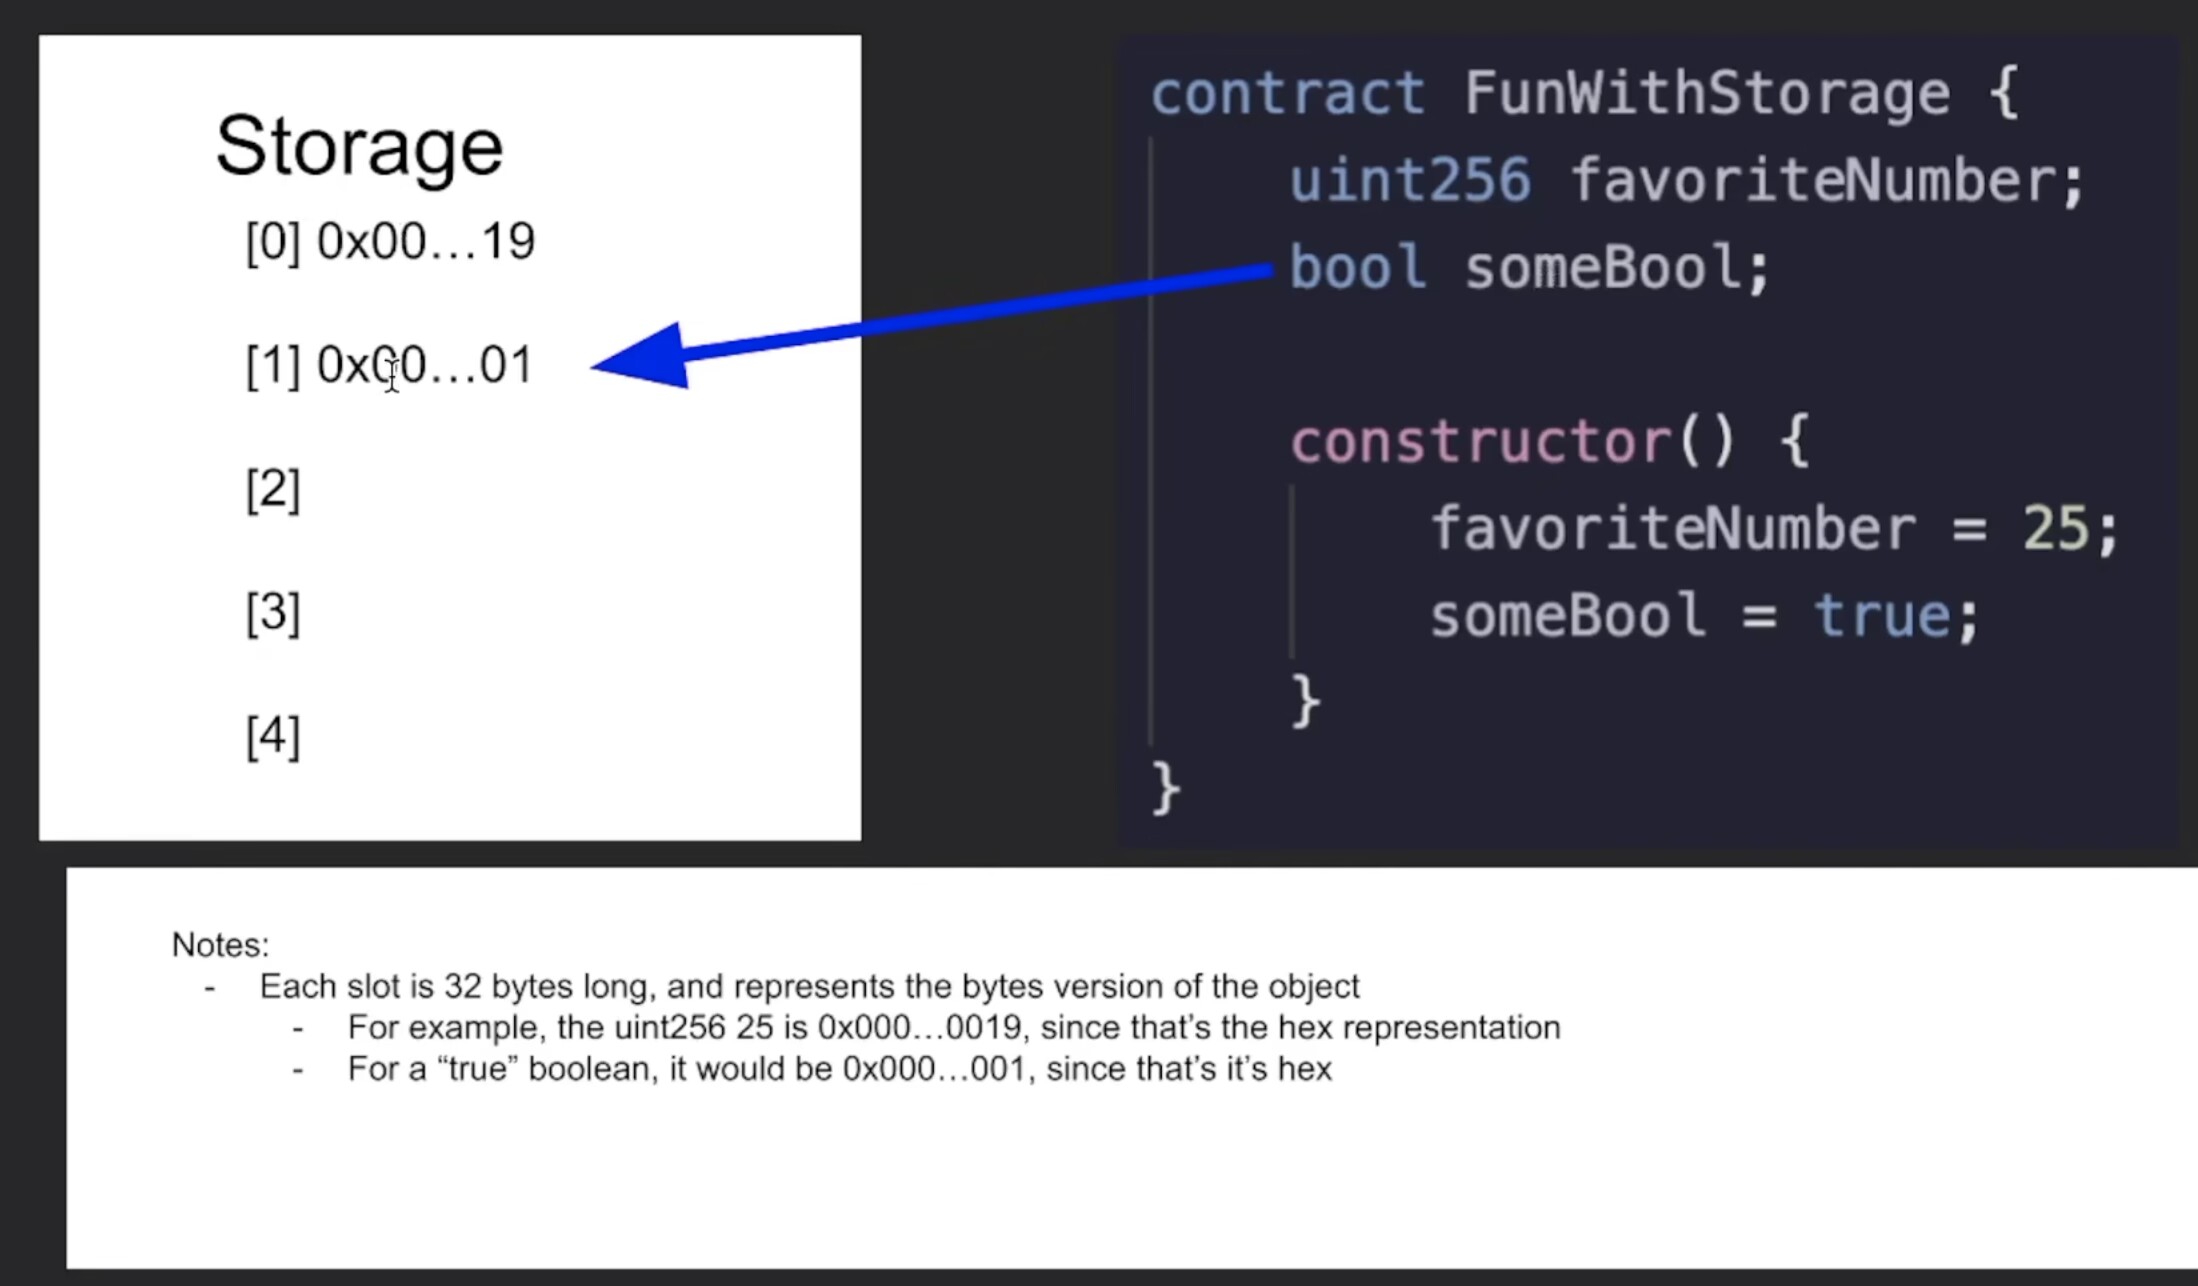 Storage
[0] 0x00…19
[1] 0x00…01
[2]
[3]
[4]
contract FunWithStorage {
uint256 favoriteNumber;
bool someBool;
constructor() {
favoriteNumber = 25;
someBool = true;
}
}
Notes:
- Each slot is 32 bytes long, and represents the bytes version of the object
- For example, the uint256 25 is 0x000…0019, since that’s the hex representation
- For a “true” boolean, it would be 0x000…001, since that’s it’s hex